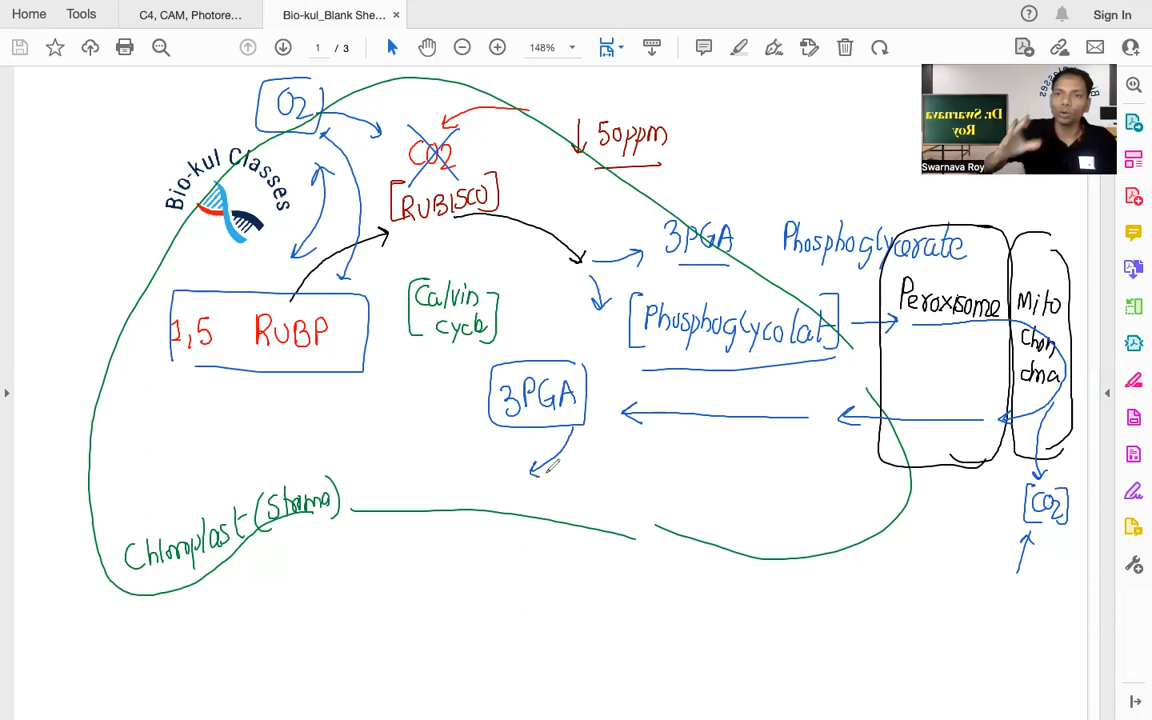 Home
Tools
C4, CAM, Photore...
Bio-kul_Blank She...
Sign In
1 / 3
148%
O2
CO2
50ppm
Bio-kul Classes
[RUBISCO]
3PGA Phosphoglycerate
Dr. Swarnava
Roy
Swarnava Roy
1,5 RUBP
[Calvin
cycle]
[Phosphoglycolat]
Peroxisome
Mito
chon
dria
3PGA
Chloroplast (Stroma)
[CO2]